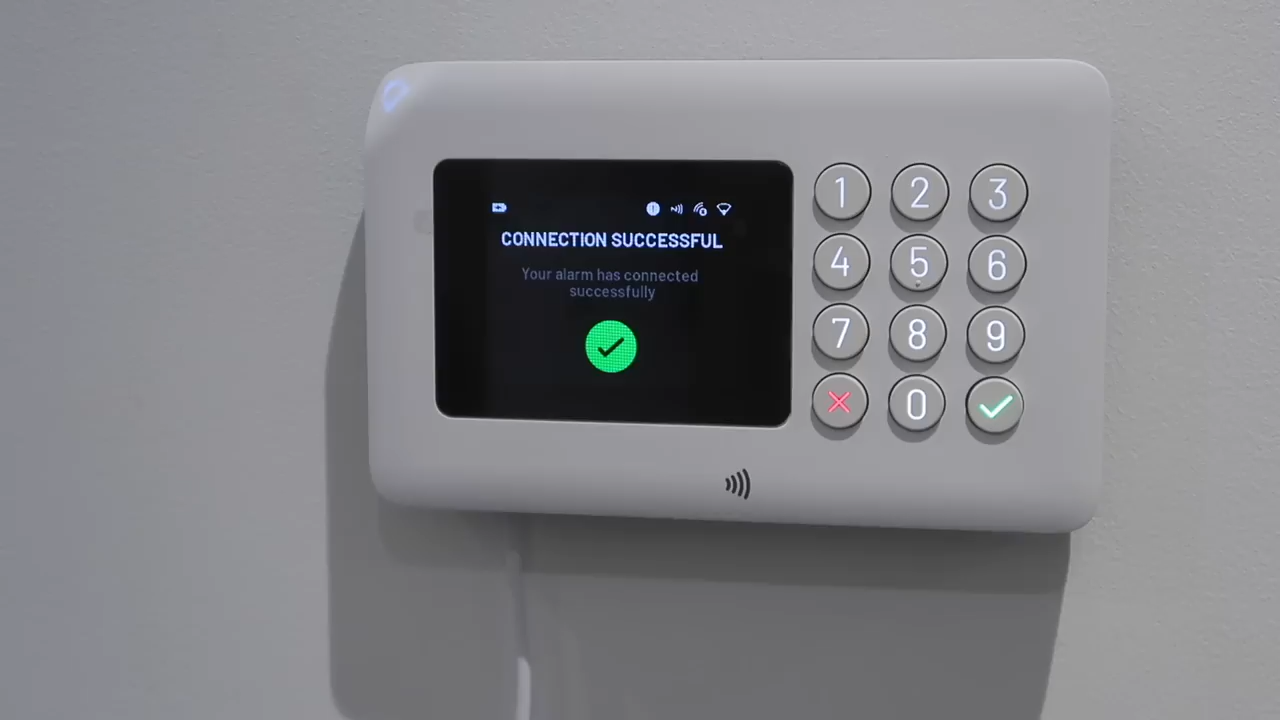 CONNECTION SUCCESSFUL
Your alarm has connected
successfully
1 2 3
4 5 6
7 8 9
0